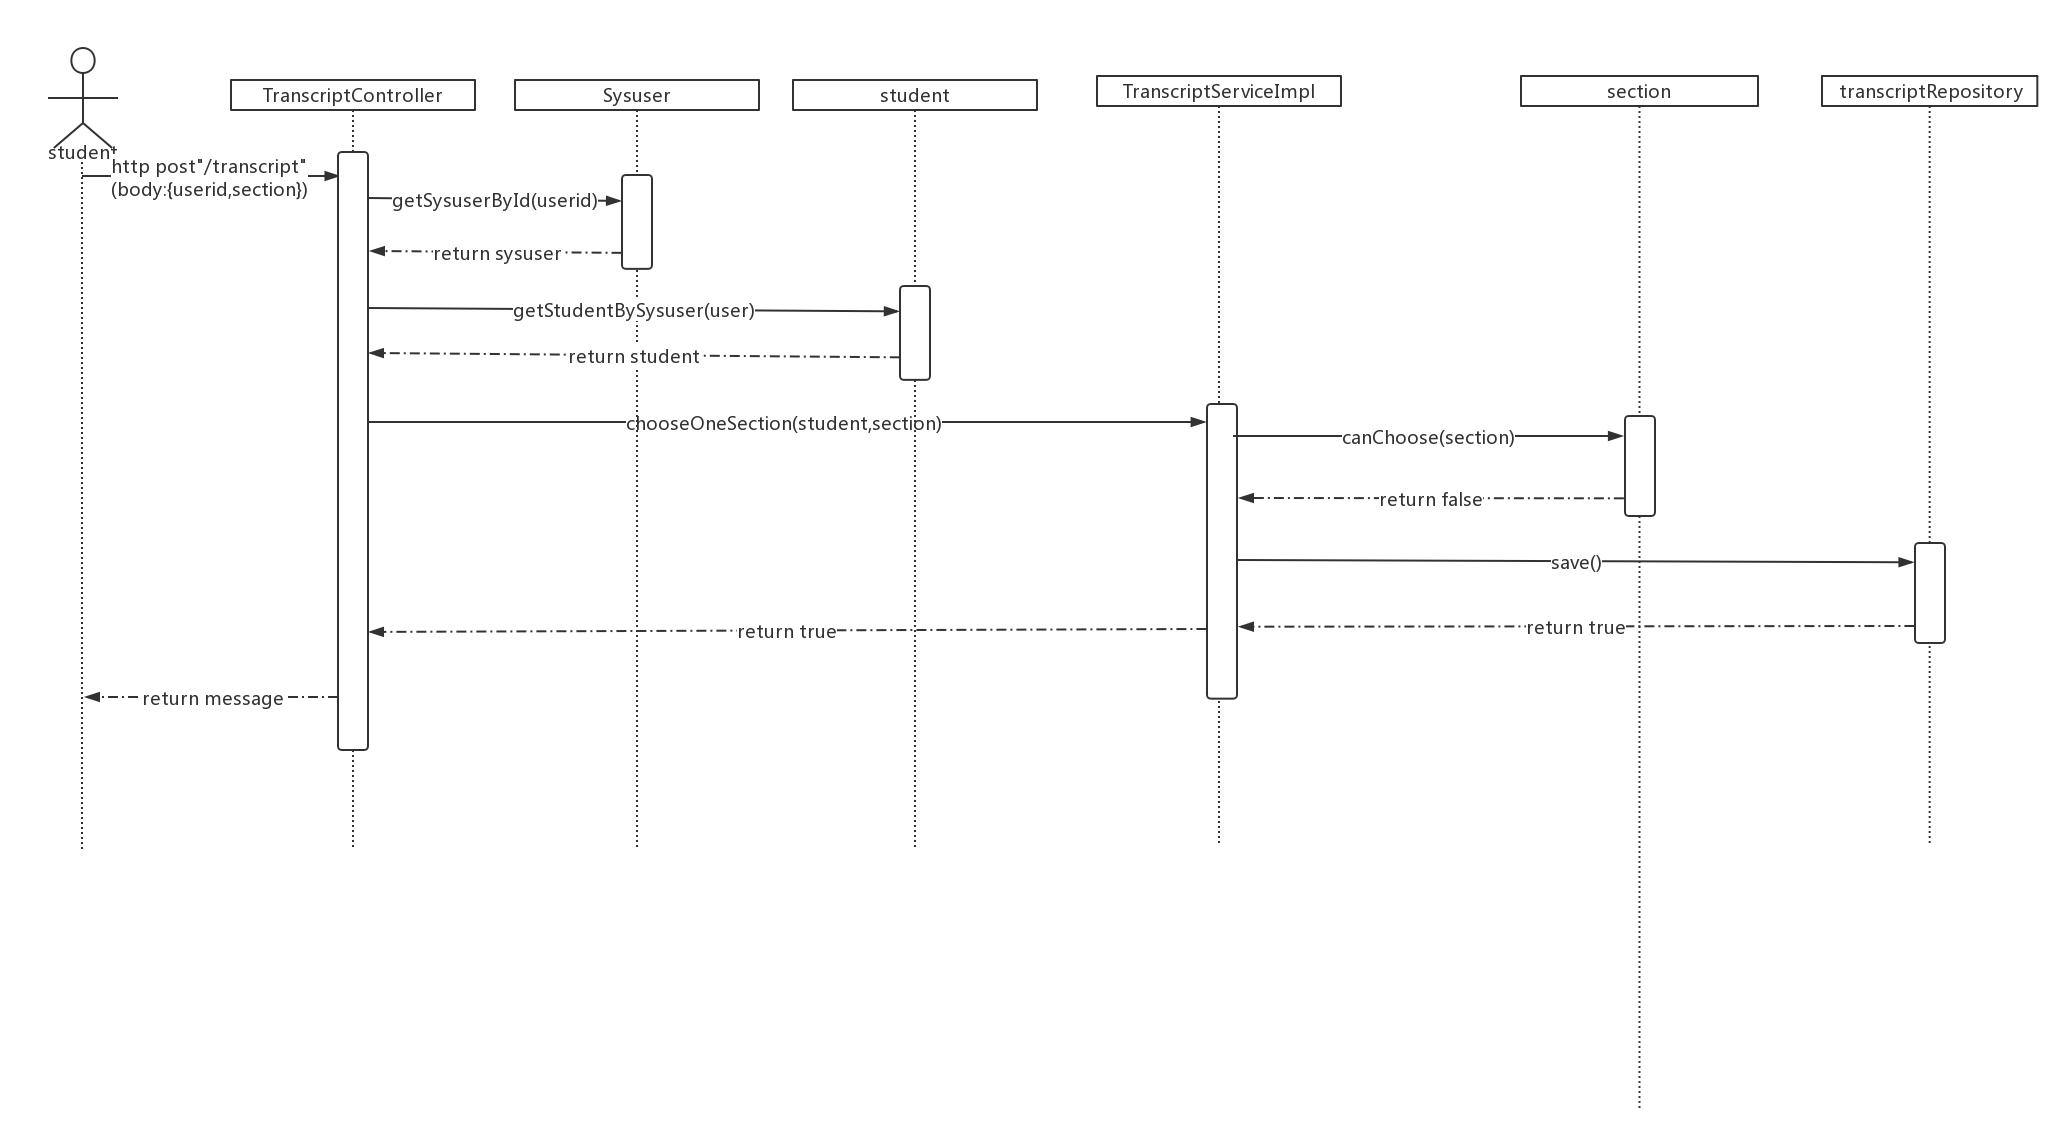 student
TranscriptController
Sysuser
student
TranscriptServiceImpl
section
transcriptRepository
http post"/transcript"
(body:{userid,section})
getSysuserById(userid)
return sysuser
getStudentBySysuser(user)
return student
chooseOneSection(student,section)
canChoose(section)
return false
save()
return true
return true
return message